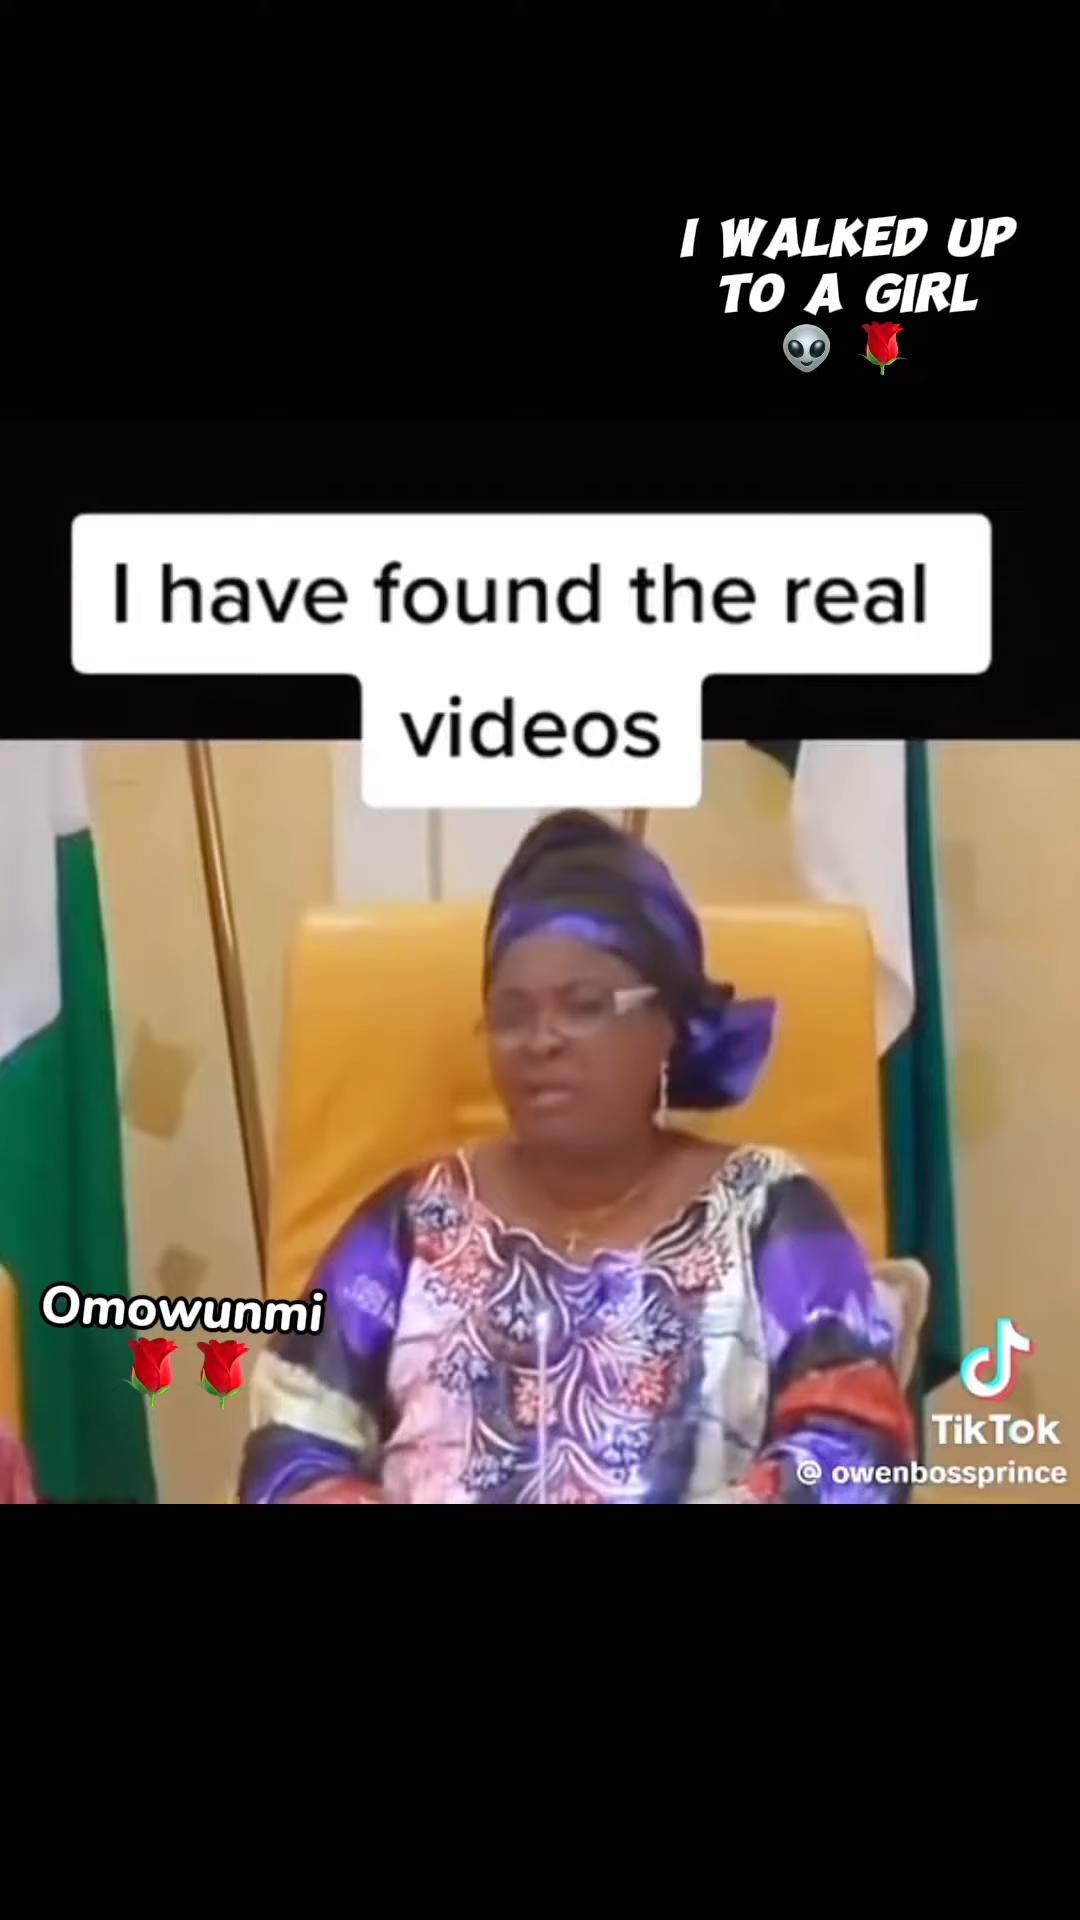 I WALKED UP
TO A GIRL
👽 🌹
I have found the real
videos
Omowunmi
🌹🌹
TikTok
@ owenbossprince